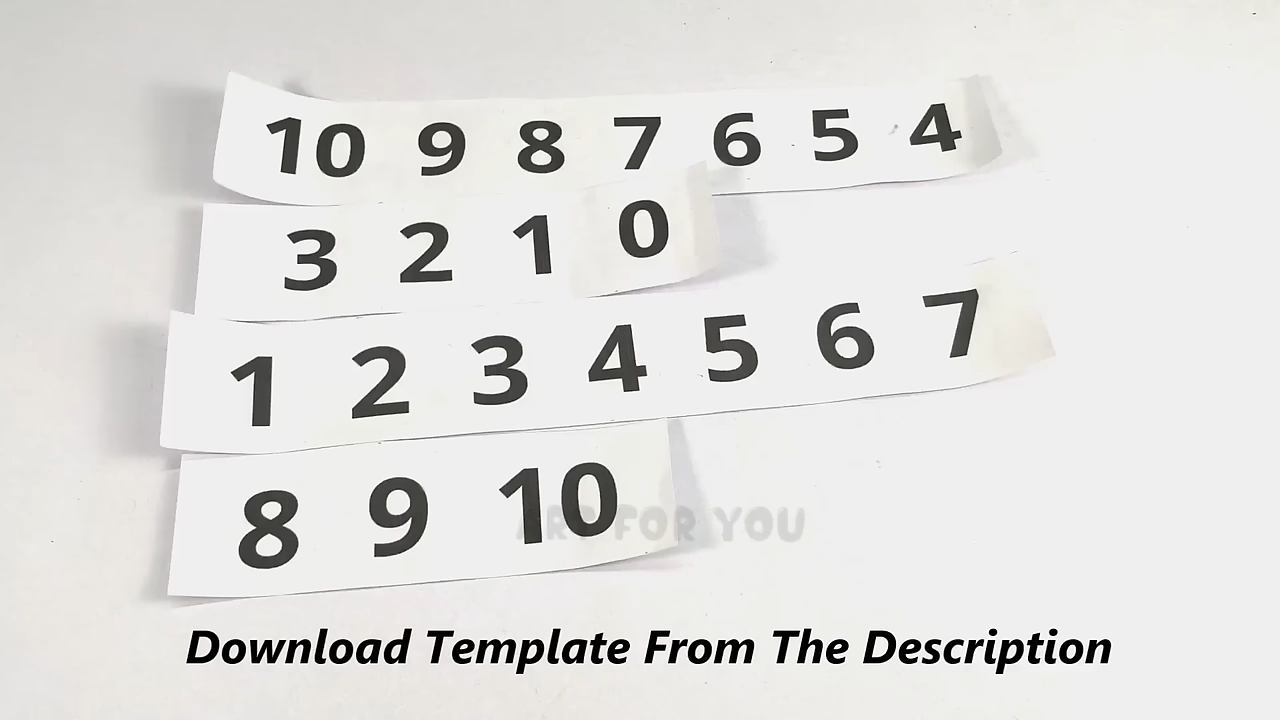 10 9 8 7 6 5 4
3 2 1 0
1 2 3 4 5 6 7
8 9 10
ART FOR YOU
Download Template From The Description